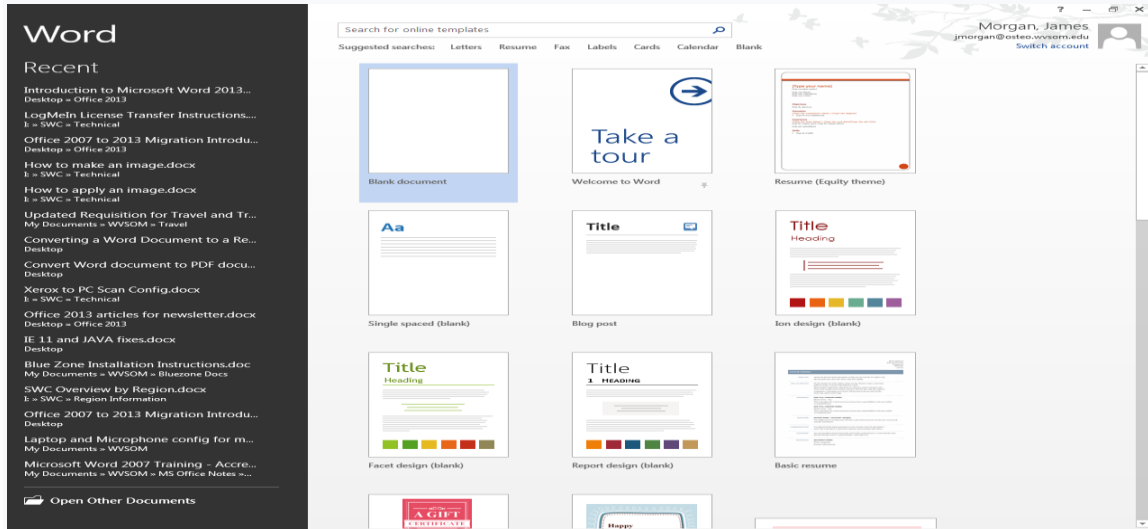 Word
Recent
Introduction to Microsoft Word 2013...
Desktop » Office 2013
LogMeIn License Transfer Instructions....
I: » SWC » Technical
Office 2007 to 2013 Migration Introdu...
Desktop » Office 2013
How to make an image.docx
I: » SWC » Technical
How to apply an image.docx
I: » SWC » Technical
Updated Requisition for Travel and Tr...
My Documents » WVSOM » Travel
Converting a Word Document to a Re...
Desktop
Convert Word document to PDF docu...
Desktop
Xerox to PC Scan Config.docx
I: » SWC » Technical
Office 2013 articles for newsletter.docx
Desktop » Office 2013
IE 11 and JAVA fixes.docx
Desktop
Blue Zone Installation Instructions.doc
My Documents » WVSOM » Bluezone Docs
SWC Overview by Region.docx
I: » SWC » Region Information
Office 2007 to 2013 Migration Introdu...
Desktop
Laptop and Microphone config for m...
My Documents » WVSOM
Microsoft Word 2007 Training - Accre...
My Documents » WVSOM » MS Office Notes »...
Open Other Documents
?
Morgan, James
jmorgan@osteo.wvsom.edu
Switch account
Search for online templates
Suggested searches: Letters Resume Fax Labels Cards Calendar Blank
Take a
tour
[Type your name]
Blank document
Welcome to Word
Resume (Equity theme)
Aa
Title
Title
Heading
Single spaced (blank)
Blog post
Ion design (blank)
Title
Heading
Title
1 HEADING
Facet design (blank)
Report design (blank)
Basic resume
A GIFT
CERTIFICATE
Happy